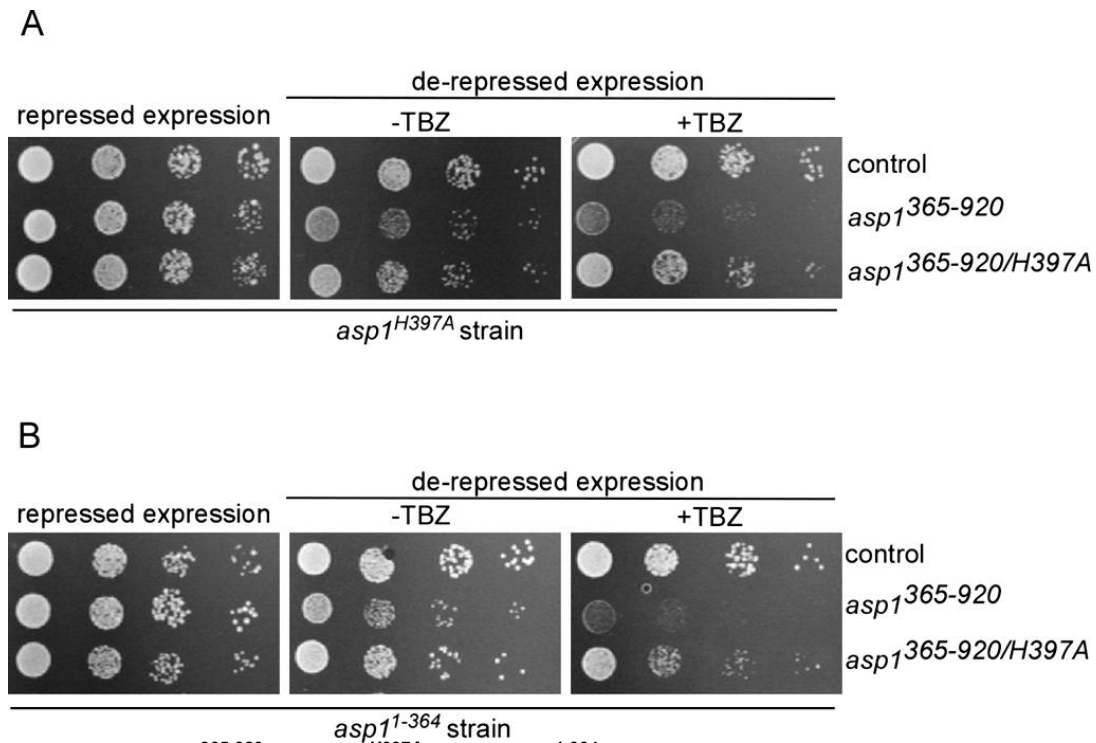 A
de-repressed expression
repressed expression
-TBZ
+TBZ
control
asp1365-920
asp1365-920/H397A
asp1H397A strain
B
de-repressed expression
repressed expression
-TBZ
+TBZ
control
asp1365-920
asp1365-920/H397A
asp11-364 strain